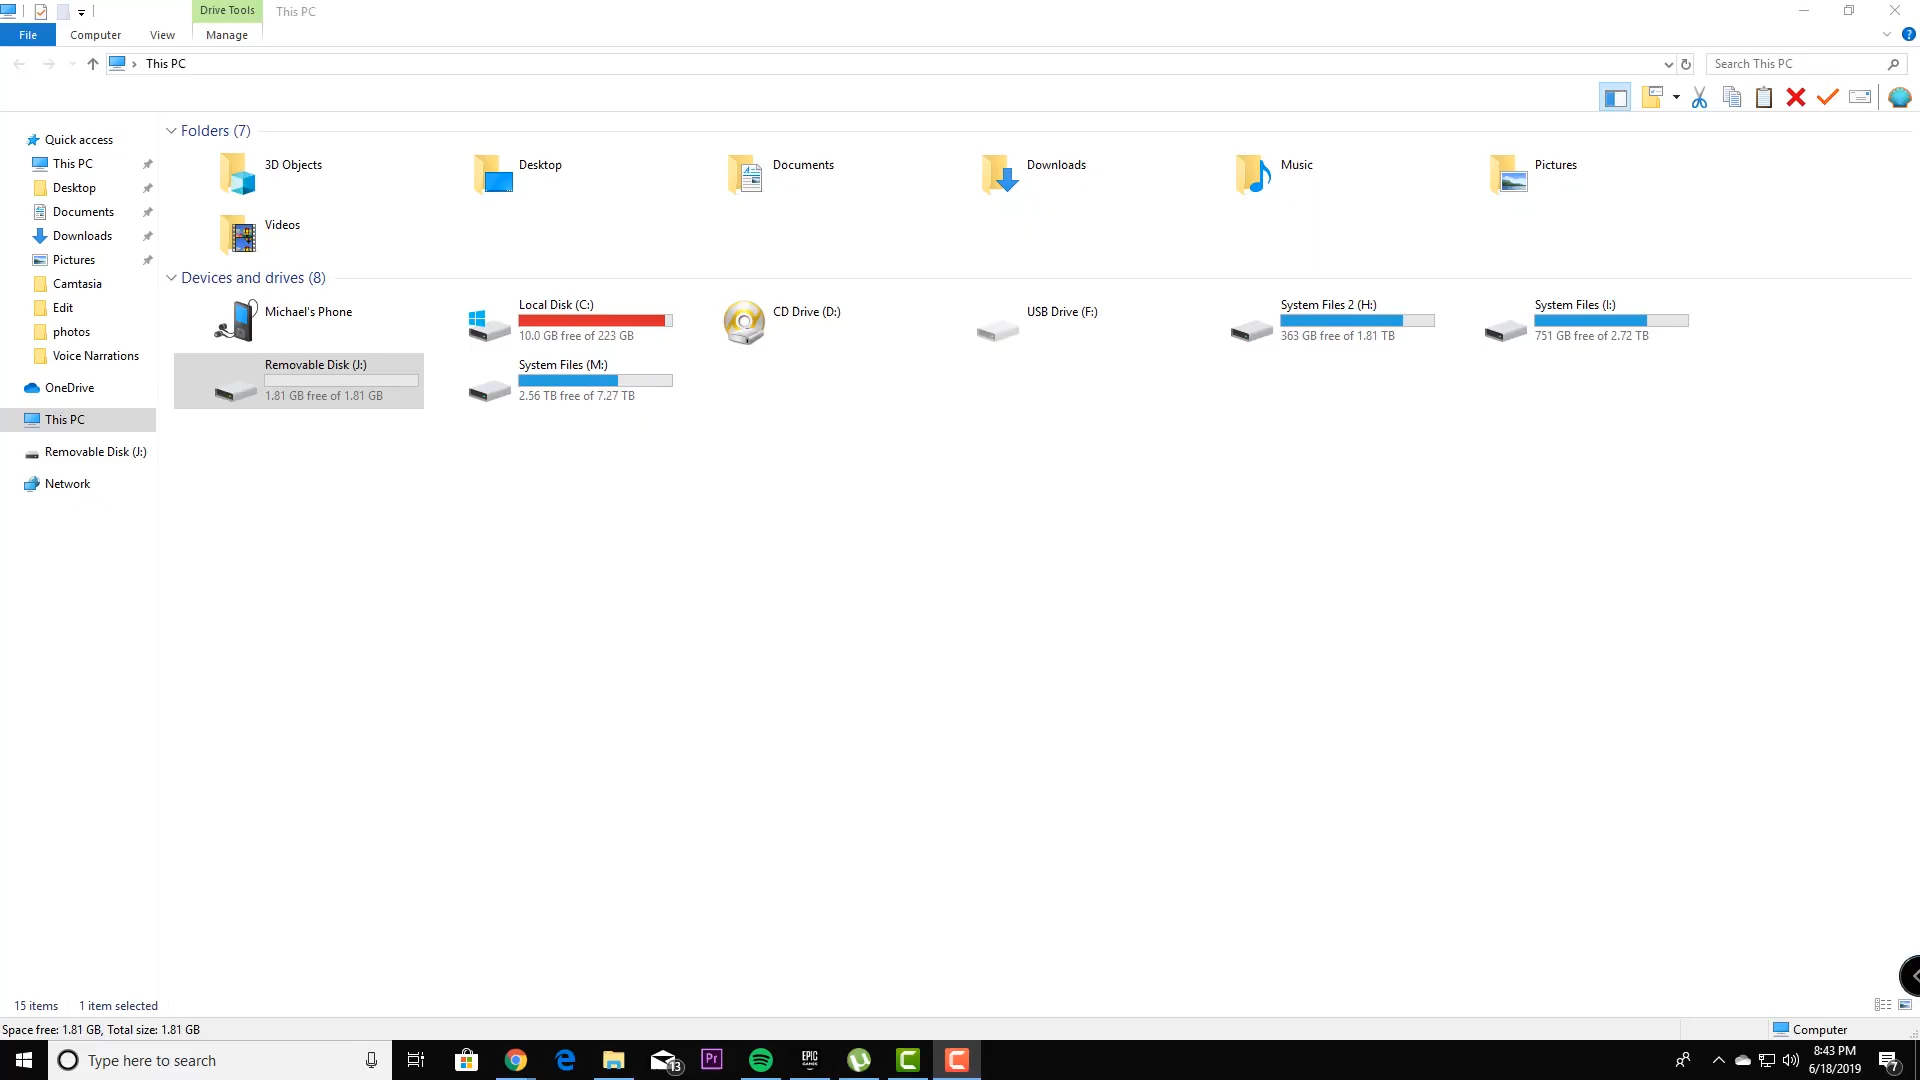 Drive Tools
This PC
File
Computer
View
Manage
This PC
Search This PC
Quick access
This PC
Desktop
Documents
Downloads
Pictures
Camtasia
Edit
photos
Voice Narrations
OneDrive
This PC
Removable Disk (J:)
Network
Folders (7)
3D Objects
Desktop
Documents
Downloads
Music
Pictures
Videos
Devices and drives (8)
Michael's Phone
Local Disk (C:)
10.0 GB free of 223 GB
CD Drive (D:)
USB Drive (F:)
System Files 2 (H:)
363 GB free of 1.81 TB
System Files (I:)
751 GB free of 2.72 TB
Removable Disk (J:)
1.81 GB free of 1.81 GB
System Files (M:)
2.56 TB free of 7.27 TB
15 items
1 item selected
Space free: 1.81 GB, Total size: 1.81 GB
Computer
Type here to search
13
Pr
EPIC
GAMES
8:43 PM
6/18/2019
7